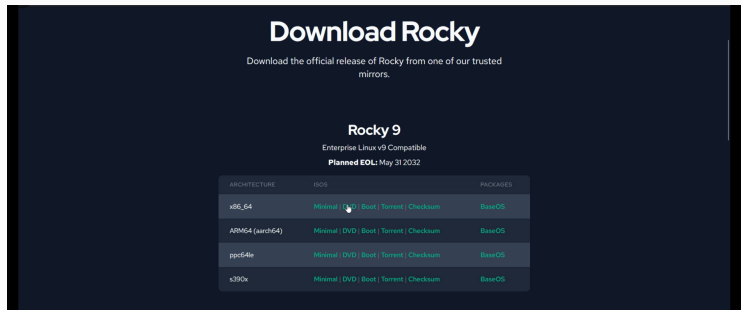 Download Rocky
Download the official release of Rocky from one of our trusted
mirrors.
Rocky 9
Enterprise Linux v9 Compatible
Planned EOL: May 31 2032
ARCHITECTURE ISOS PACKAGES
x86_64 Minimal | DVD | Boot | Torrent | Checksum BaseOS
ARM64 (aarch64) Minimal | DVD | Boot | Torrent | Checksum BaseOS
ppc64le Minimal | DVD | Boot | Torrent | Checksum BaseOS
s390x Minimal | DVD | Boot | Torrent | Checksum BaseOS